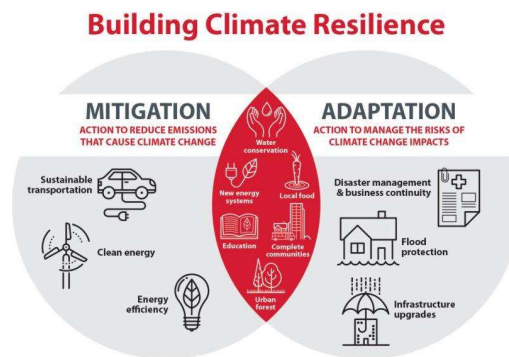 Building Climate Resilience
MITIGATION
ACTION TO REDUCE EMISSIONS
THAT CAUSE CLIMATE CHANGE
Sustainable
transportation
Clean energy
Energy
efficiency
Water
conservation
New energy
systems
Local food
Education
Complete
communities
Urban
forest
ADAPTATION
ACTION TO MANAGE THE RISKS OF
CLIMATE CHANGE IMPACTS
Disaster management
& business continuity
Flood
protection
Infrastructure
upgrades